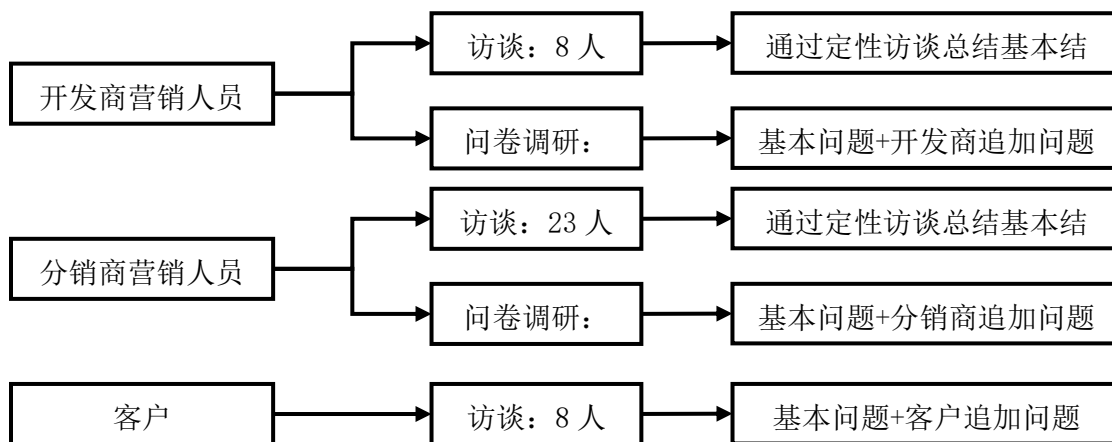 访谈：8 人
通过定性访谈总结基本结
开发商营销人员
问卷调研：
基本问题+开发商追加问题
访谈：23 人
通过定性访谈总结基本结
分销商营销人员
问卷调研：
基本问题+分销商追加问题
客户
访谈：8 人
基本问题+客户追加问题